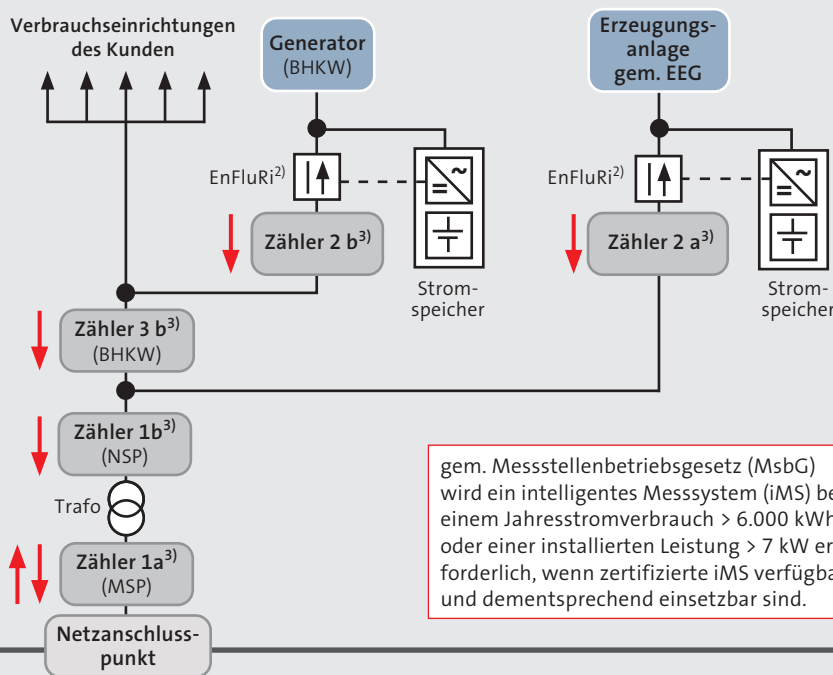 Verbrauchseinrichtungen
des Kunden
Generator
(BHKW)
Erzeugungs-
anlage
gem. EEG
EnFluRi2)
EnFluRi2)
Zähler 2 b3)
Zähler 2 a3)
Strom-
speicher
Strom-
speicher
Zähler 3 b3)
(BHKW)
Zähler 1b3)
(NSP)
Trafo
Zähler 1a3)
(MSP)
Netzanschluss-
punkt
gem. Messstellenbetriebsgesetz (MsbG)
wird ein intelligentes Messsystem (iMS) be
einem Jahresstromverbrauch > 6.000 kWh
oder einer installierten Leistung > 7 kW er
forderlich, wenn zertifizierte iMS verfügba
und dementsprechend einsetzbar sind.